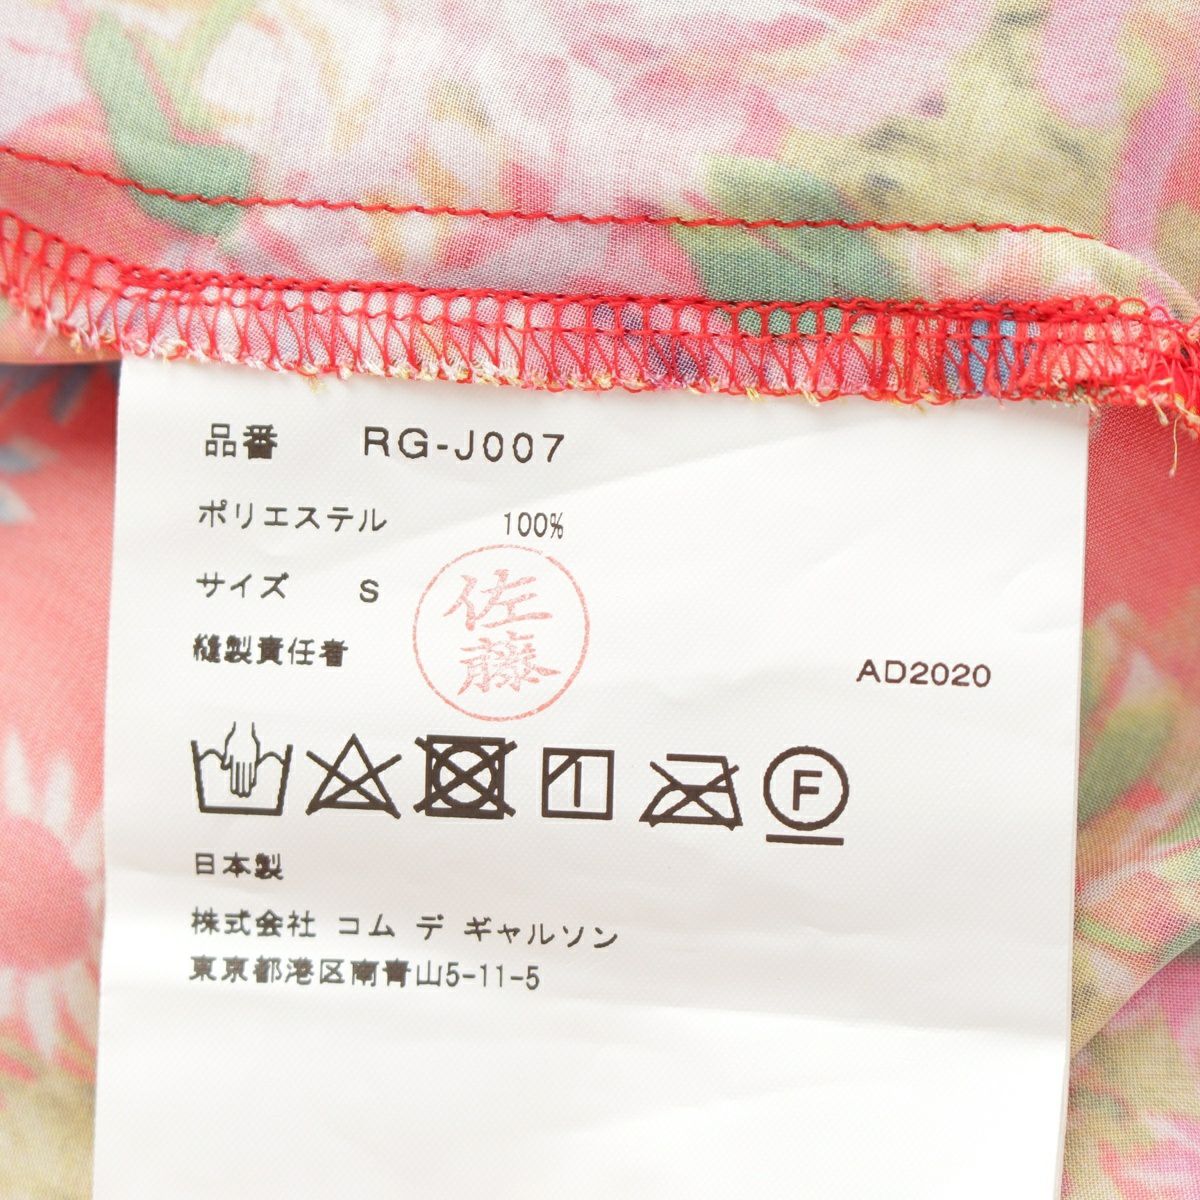 品番 RG-J007
ポリエステル 100%
サイズ S
縫製責任者 佐藤
AD2020
F
日本製
株式会社 コム デ ギャルソン
東京都港区南青山5-11-5